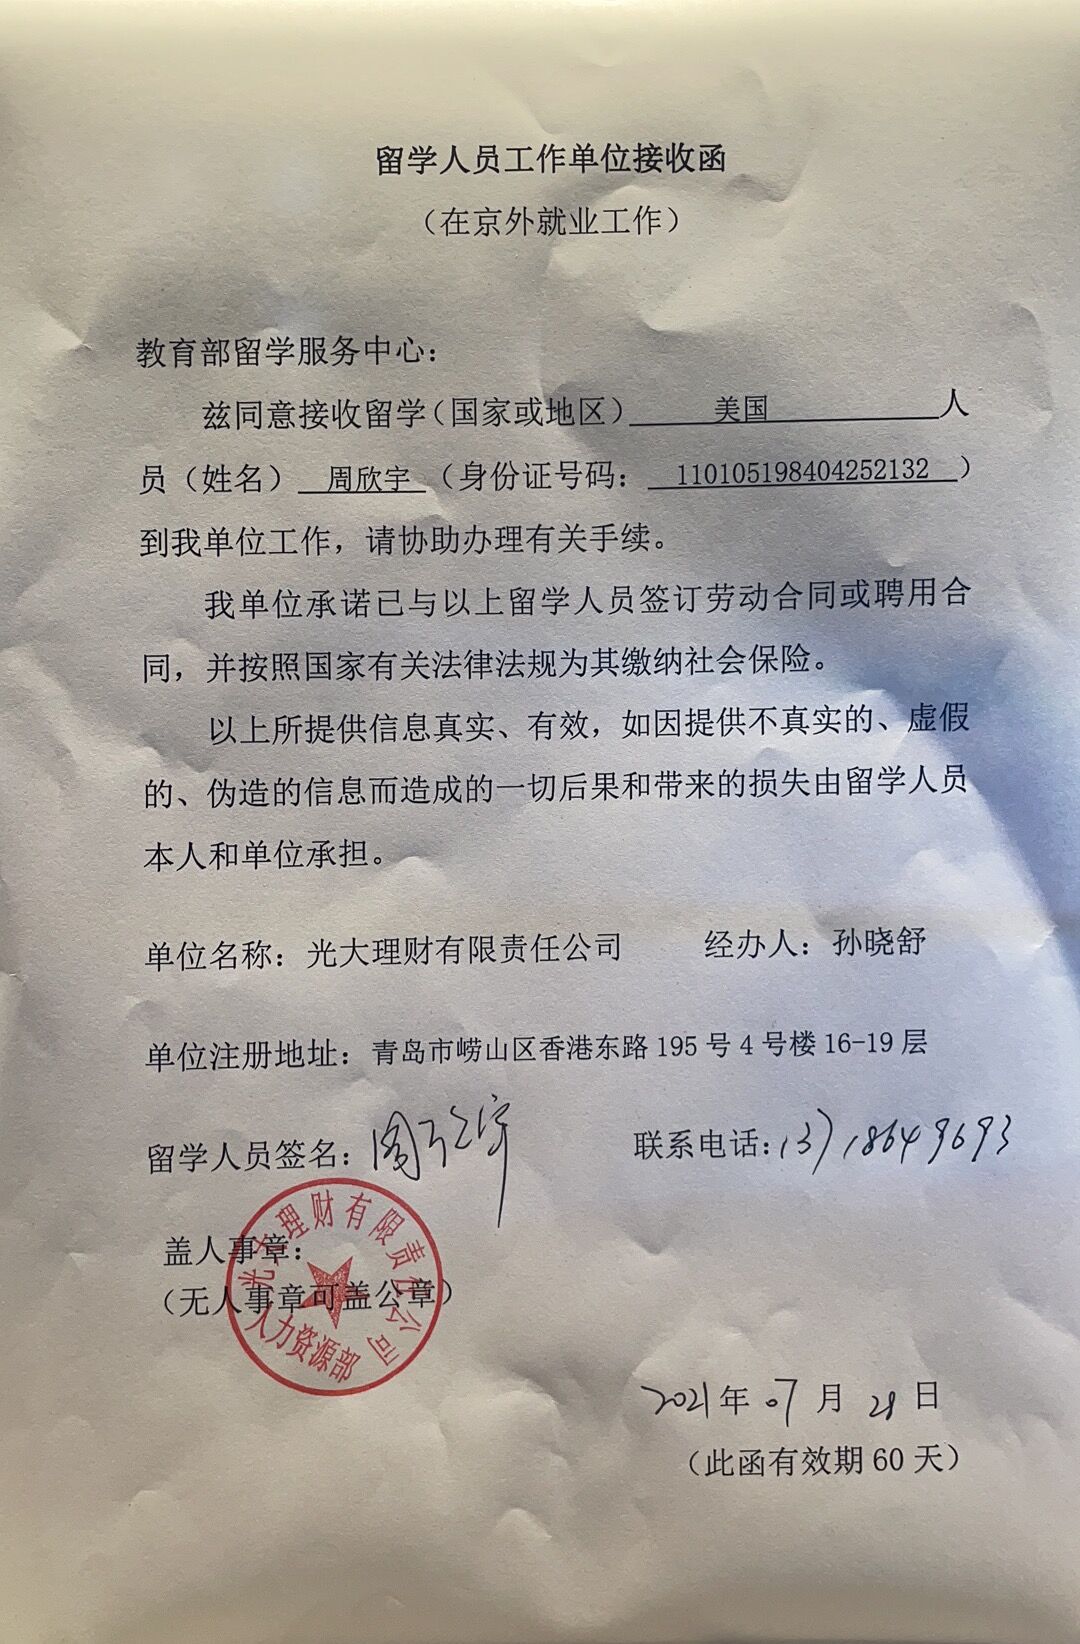 留学人员工作单位接收函
（在京外就业工作）
教育部留学服务中心：
兹同意接收留学（国家或地区） 美国 人
员（姓名） 周欣宇 （身份证号码： 110105198404252132 ）
到我单位工作，请协助办理有关手续。
我单位承诺已与以上留学人员签订劳动合同或聘用合
同，并按照国家有关法律法规为其缴纳社会保险。
以上所提供信息真实、有效，如因提供不真实的、虚假
的、伪造的信息而造成的一切后果和带来的损失由留学人员
本人和单位承担。
单位名称：光大理财有限责任公司 经办人：孙晓舒
单位注册地址：青岛市崂山区香港东路 195 号 4 号楼 16-19 层
留学人员签名：周欣宇 联系电话：13718649693
盖人事章：
（无人事章可盖公章）
光大理财有限责任公司
人力资源部
2021年 07 月 28 日
（此函有效期 60 天）